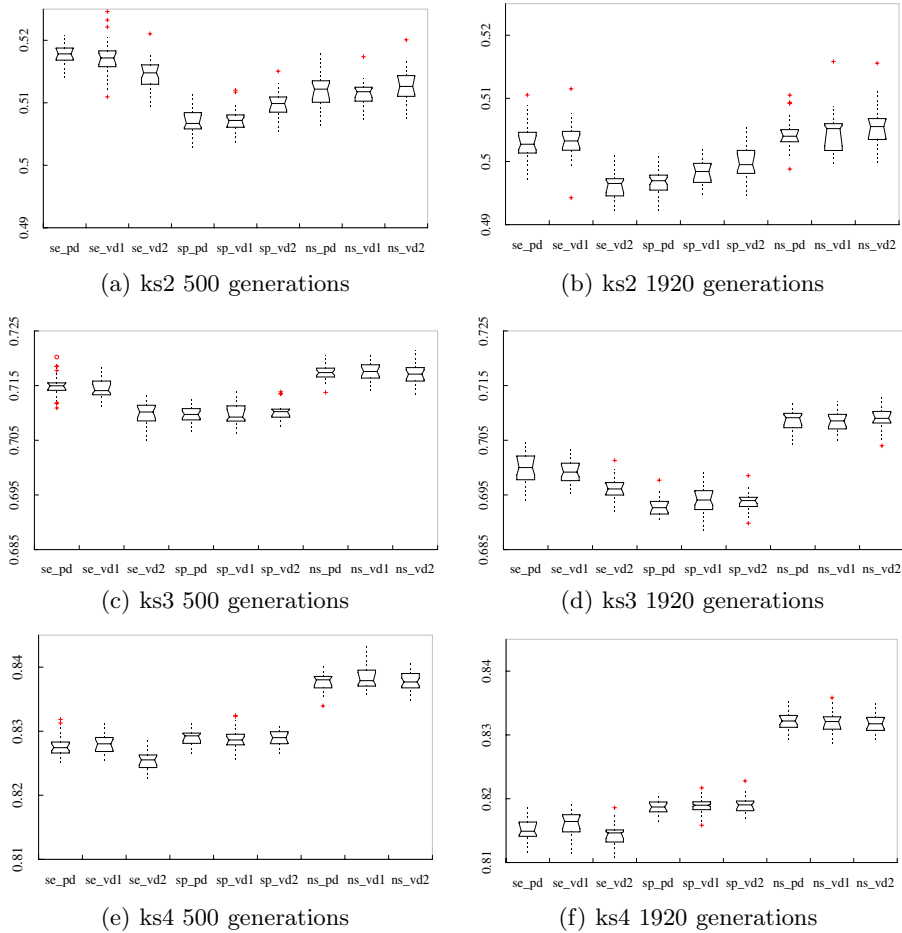 0.52
0.51
0.5
0.49
se_pd se_vd1 se_vd2 sp_pd sp_vd1 sp_vd2 ns_pd ns_vd1 ns_vd2
(a) ks2 500 generations
0.52
0.51
0.5
0.49
se_pd se_vd1 se_vd2 sp_pd sp_vd1 sp_vd2 ns_pd ns_vd1 ns_vd2
(b) ks2 1920 generations
0.725
0.715
0.705
0.695
0.685
se_pd se_vd1 se_vd2 sp_pd sp_vd1 sp_vd2 ns_pd ns_vd1 ns_vd2
(c) ks3 500 generations
0.725
0.715
0.705
0.695
0.685
se_pd se_vd1 se_vd2 sp_pd sp_vd1 sp_vd2 ns_pd ns_vd1 ns_vd2
(d) ks3 1920 generations
0.84
0.83
0.82
0.81
se_pd se_vd1 se_vd2 sp_pd sp_vd1 sp_vd2 ns_pd ns_vd1 ns_vd2
(e) ks4 500 generations
0.84
0.83
0.82
0.81
se_pd se_vd1 se_vd2 sp_pd sp_vd1 sp_vd2 ns_pd ns_vd1 ns_vd2
(f) ks4 1920 generations